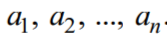 a₁, a₂, ..., aₙ.